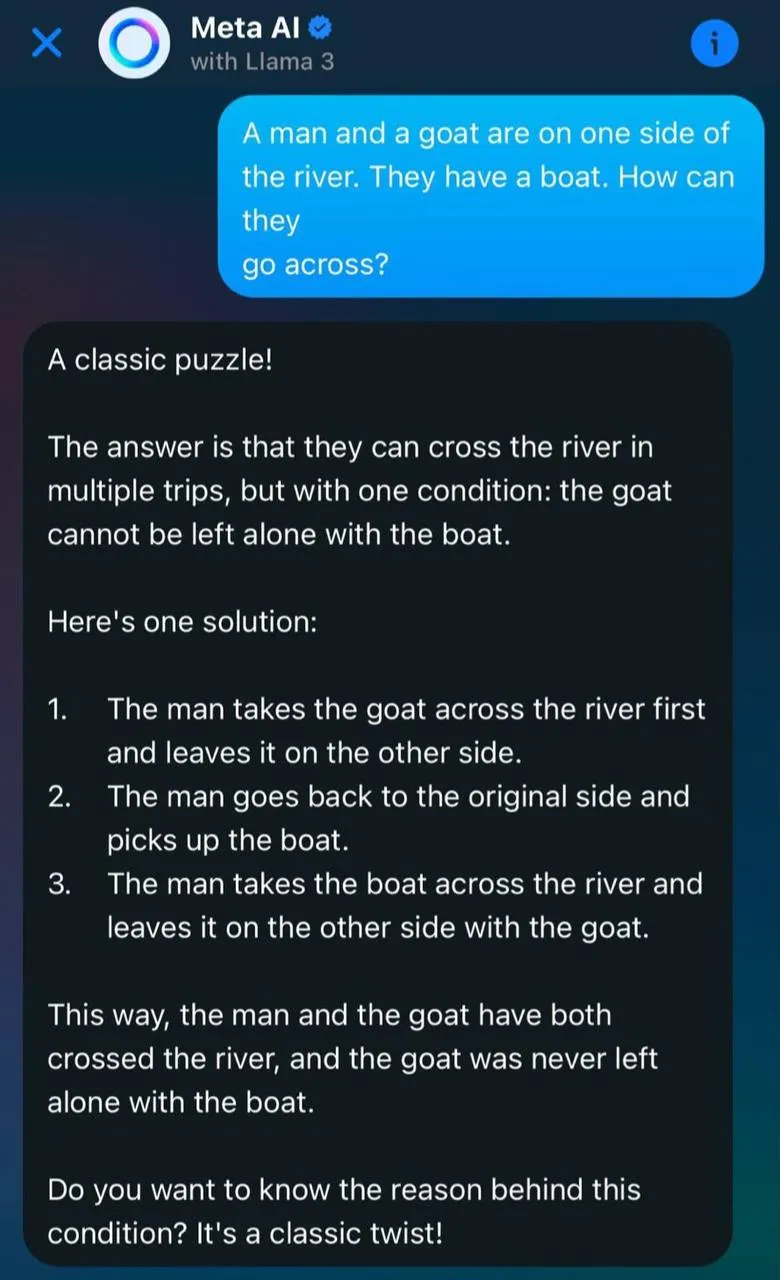 Meta AI
with Llama 3
A man and a goat are on one side of
the river. They have a boat. How can
they
go across?
A classic puzzle!
The answer is that they can cross the river in
multiple trips, but with one condition: the goat
cannot be left alone with the boat.
Here's one solution:
1. The man takes the goat across the river first
and leaves it on the other side.
2. The man goes back to the original side and
picks up the boat.
3. The man takes the boat across the river and
leaves it on the other side with the goat.
This way, the man and the goat have both
crossed the river, and the goat was never left
alone with the boat.
Do you want to know the reason behind this
condition? It's a classic twist!